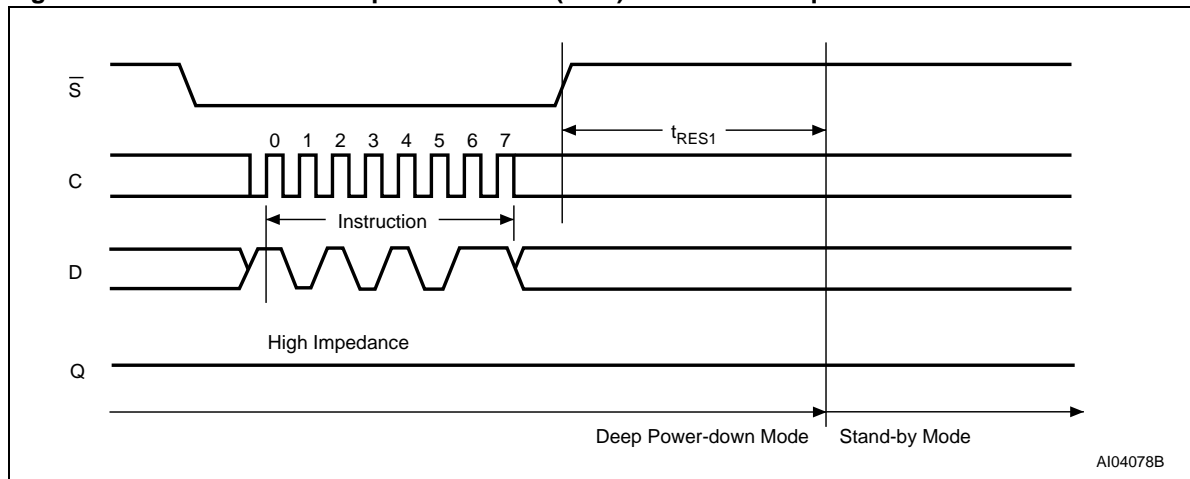 S̅
tRES1
0 1 2 3 4 5 6 7
C
Instruction
D
High Impedance
Q
Deep Power-down Mode Stand-by Mode
AI04078B